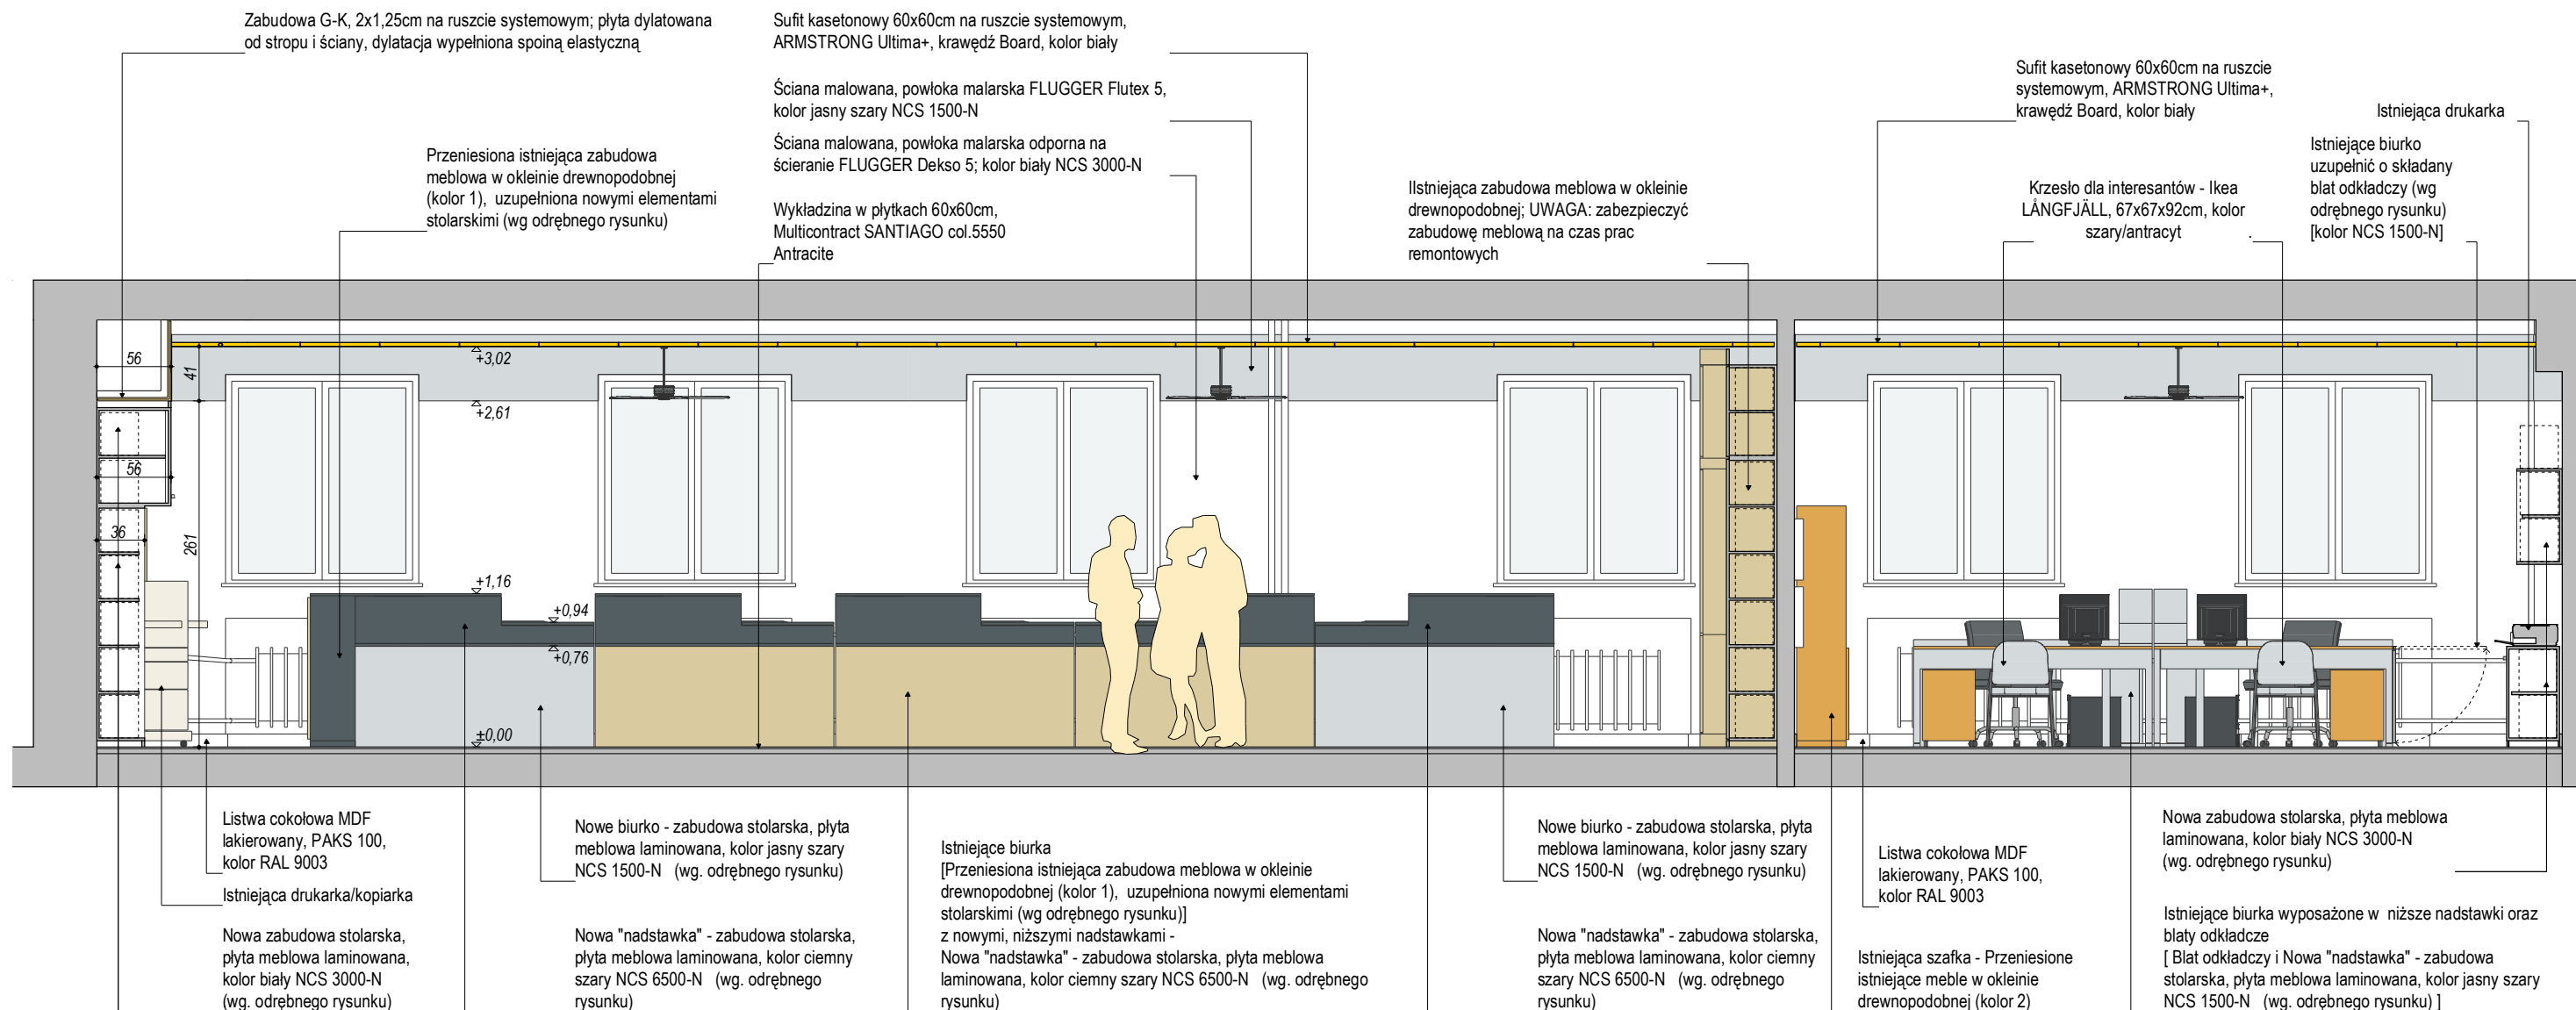 Zabudowa G-K, 2x1,25cm na ruszcie systemowym; płyta dylatowana
od stropu i ściany, dylatacja wypełniona spoiną elastyczną
Sufit kasetonowy 60x60cm na ruszcie systemowym,
ARMSTRONG Ultima+, krawędź Board, kolor biały
Ściana malowana, powłoka malarska FLUGGER Flutex 5,
kolor jasny szary NCS 1500-N
Ściana malowana, powłoka malarska odporna na
ścieranie FLUGGER Dekso 5; kolor biały NCS 3000-N
Wykładzina w płytkach 60x60cm,
Multicontract SANTIAGO col.5550
Antracite
Przeniesiona istniejąca zabudowa
meblowa w okleinie drewnopodobnej
(kolor 1),  uzupełniona nowymi elementami
stolarskimi (wg odrębnego rysunku)
IIstniejąca zabudowa meblowa w okleinie
drewnopodobnej; UWAGA: zabezpieczyć
zabudowę meblową na czas prac
remontowych
Sufit kasetonowy 60x60cm na ruszcie
systemowym, ARMSTRONG Ultima+,
krawędź Board, kolor biały
Istniejąca drukarka
Krzesło dla interesantów - Ikea
LÅNGFJÄLL, 67x67x92cm, kolor
szary/antracyt .
Istniejące biurko
uzupełnić o składany
blat odkładczy (wg
odrębnego rysunku)
[kolor NCS 1500-N]
56
41
+3,02
+2,61
56
36
261
+1,16
+0,94
+0,76
±0,00
Listwa cokołowa MDF
lakierowany, PAKS 100,
kolor RAL 9003
Istniejąca drukarka/kopiarka
Nowa zabudowa stolarska,
płyta meblowa laminowana,
kolor biały NCS 3000-N
(wg. odrębnego rysunku)
Nowe biurko - zabudowa stolarska, płyta
meblowa laminowana, kolor jasny szary
NCS 1500-N   (wg. odrębnego rysunku)
Nowa "nadstawka" - zabudowa stolarska,
płyta meblowa laminowana, kolor ciemny
szary NCS 6500-N   (wg. odrębnego
rysunku)
Istniejące biurka
[Przeniesiona istniejąca zabudowa meblowa w okleinie
drewnopodobnej (kolor 1),  uzupełniona nowymi elementami
stolarskimi (wg odrębnego rysunku)]
z nowymi, niższymi nadstawkami -
Nowa "nadstawka" - zabudowa stolarska, płyta meblowa
laminowana, kolor ciemny szary NCS 6500-N   (wg. odrębnego
rysunku)
Nowe biurko - zabudowa stolarska, płyta
meblowa laminowana, kolor jasny szary
NCS 1500-N   (wg. odrębnego rysunku)
Nowa "nadstawka" - zabudowa stolarska,
płyta meblowa laminowana, kolor ciemny
szary NCS 6500-N   (wg. odrębnego
rysunku)
Listwa cokołowa MDF
lakierowany, PAKS 100,
kolor RAL 9003
Istniejąca szafka - Przeniesione
istniejące meble w okleinie
drewnopodobnej (kolor 2)
Nowa zabudowa stolarska, płyta meblowa
laminowana, kolor biały NCS 3000-N
(wg. odrębnego rysunku)
Istniejące biurka wyposażone w  niższe nadstawki oraz
blaty odkładcze
[ Blat odkładczy i Nowa "nadstawka" - zabudowa
stolarska, płyta meblowa laminowana, kolor jasny szary
NCS 1500-N   (wg. odrębnego rysunku) ]